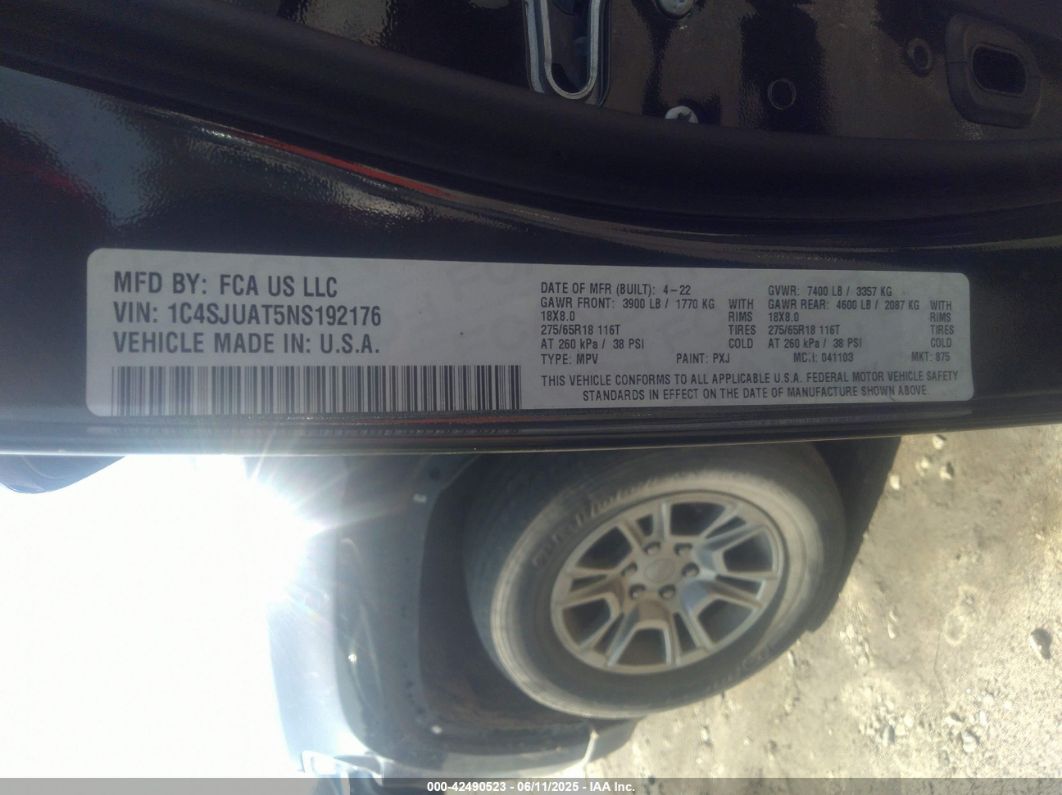 MFD BY: FCA US LLC
VIN: 1C4SJUAT5NS192176
VEHICLE MADE IN: U.S.A.
DATE OF MFR (BUILT): 4-22
GAWR FRONT: 3900 LB / 1770 KG WITH
18X8.0 RIMS
275/65R18 116T TIRES
AT 260 kPa / 38 PSI COLD
TYPE: MPV PAINT: PXJ
GVWR: 7400 LB / 3357 KG
GAWR REAR: 4600 LB / 2087 KG WITH
18X8.0 RIMS
275/65R18 116T TIRES
AT 260 kPa / 38 PSI COLD
MC.I: 041103 MKT: 875
THIS VEHICLE CONFORMS TO ALL APPLICABLE U.S.A. FEDERAL MOTOR VEHICLE SAFETY
STANDARDS IN EFFECT ON THE DATE OF MANUFACTURE SHOWN ABOVE.
000-42490523 - 06/11/2025 - IAA Inc.